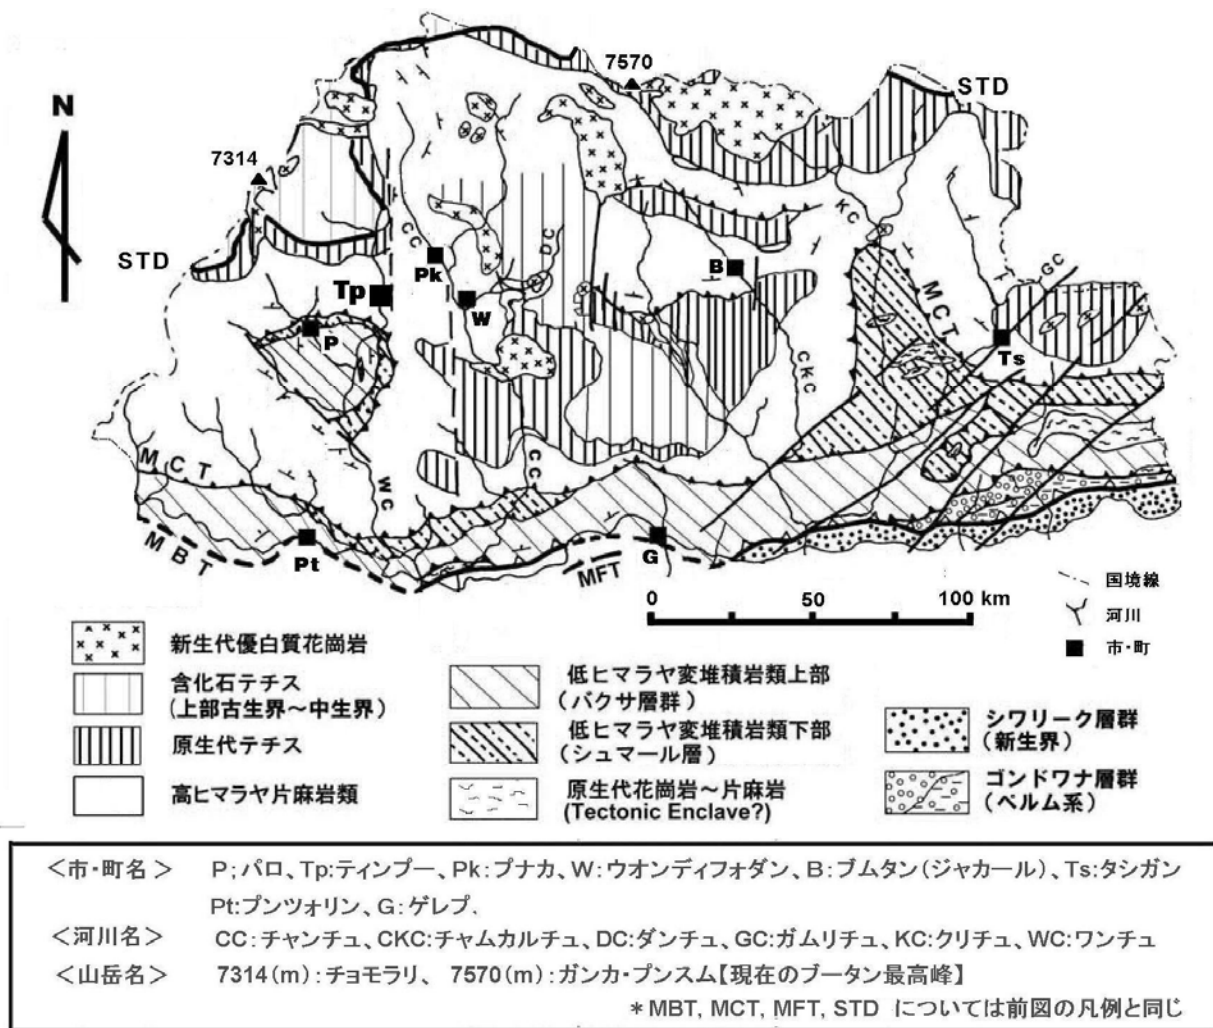 N
7570
STD
7314
STD
CC
KC
DC
GC
Pk
B
MCT
Tp
W
P
Ts
CKC
MCT
WC
CC
MBT
Pt
MFT
G
0 50 100 km
国境線
河川
市・町
新生代優白質花崗岩
含化石テチス
(上部古生界～中生界)
原生代テチス
高ヒマラヤ片麻岩類
低ヒマラヤ変堆積岩類上部
(バクサ層群)
低ヒマラヤ変堆積岩類下部
(シュマール層)
原生代花崗岩～片麻岩
(Tectonic Enclave?)
シワリーク層群
(新生界)
ゴンドワナ層群
(ペルム系)
<市・町名> P;パロ、Tp:ティンプー、Pk:プナカ、W:ウオンディフォダン、B:ブムタン(ジャカール)、Ts:タシガン
Pt:プンツォリン、G:ゲレプ.
<河川名> CC:チャンチュ、CKC:チャムカルチュ、DC:ダンチュ、GC:ガムリチュ、KC:クリチュ、WC:ワンチュ
<山岳名> 7314(m):チョモラリ、 7570(m):ガンカ・プンスム【現在のブータン最高峰】
*MBT, MCT, MFT, STD については前図の凡例と同じ